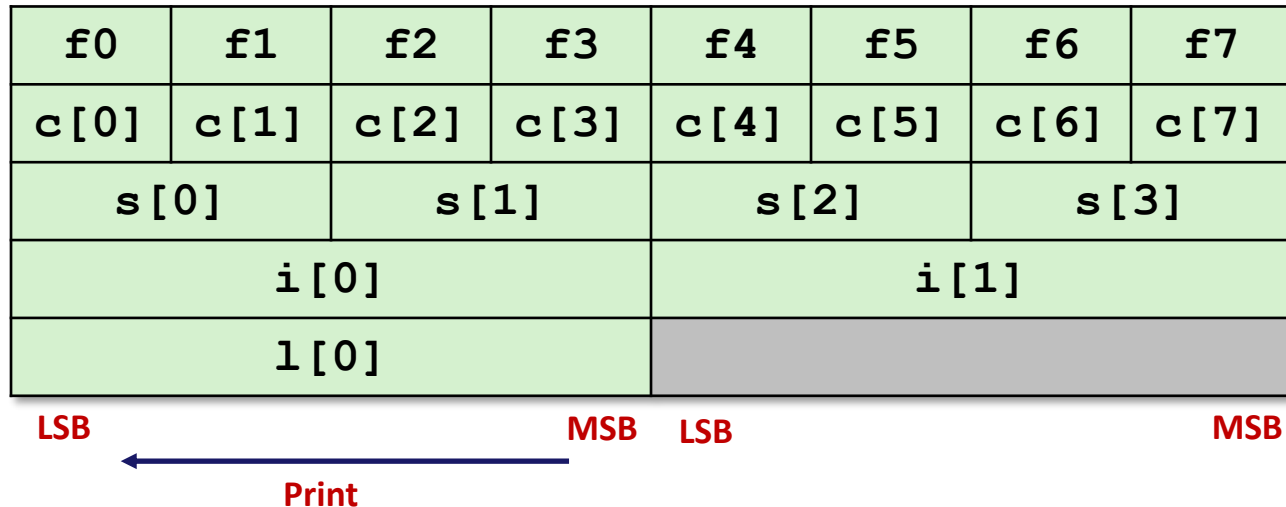 f0 f1 f2 f3 f4 f5 f6 f7
c[0] c[1] c[2] c[3] c[4] c[5] c[6] c[7]
s[0] s[1] s[2] s[3]
i[0] i[1]
l[0]
LSB MSB LSB MSB
Print